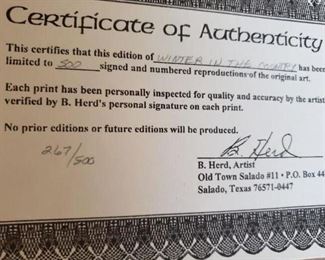 Certificate of Authenticity
This certifies that this edition of WINTER IN THE COUNTRY has been
limited to 500 signed and numbered reproductions of the original art.
Each print has been personally inspected for quality and accuracy by the artist
verified by B. Herd's personal signature on each print.
No prior editions or future editions will be produced.
267/500
B. Herd
B. Herd, Artist
Old Town Salado #11 • P.O. Box 44
Salado, Texas 76571-0447